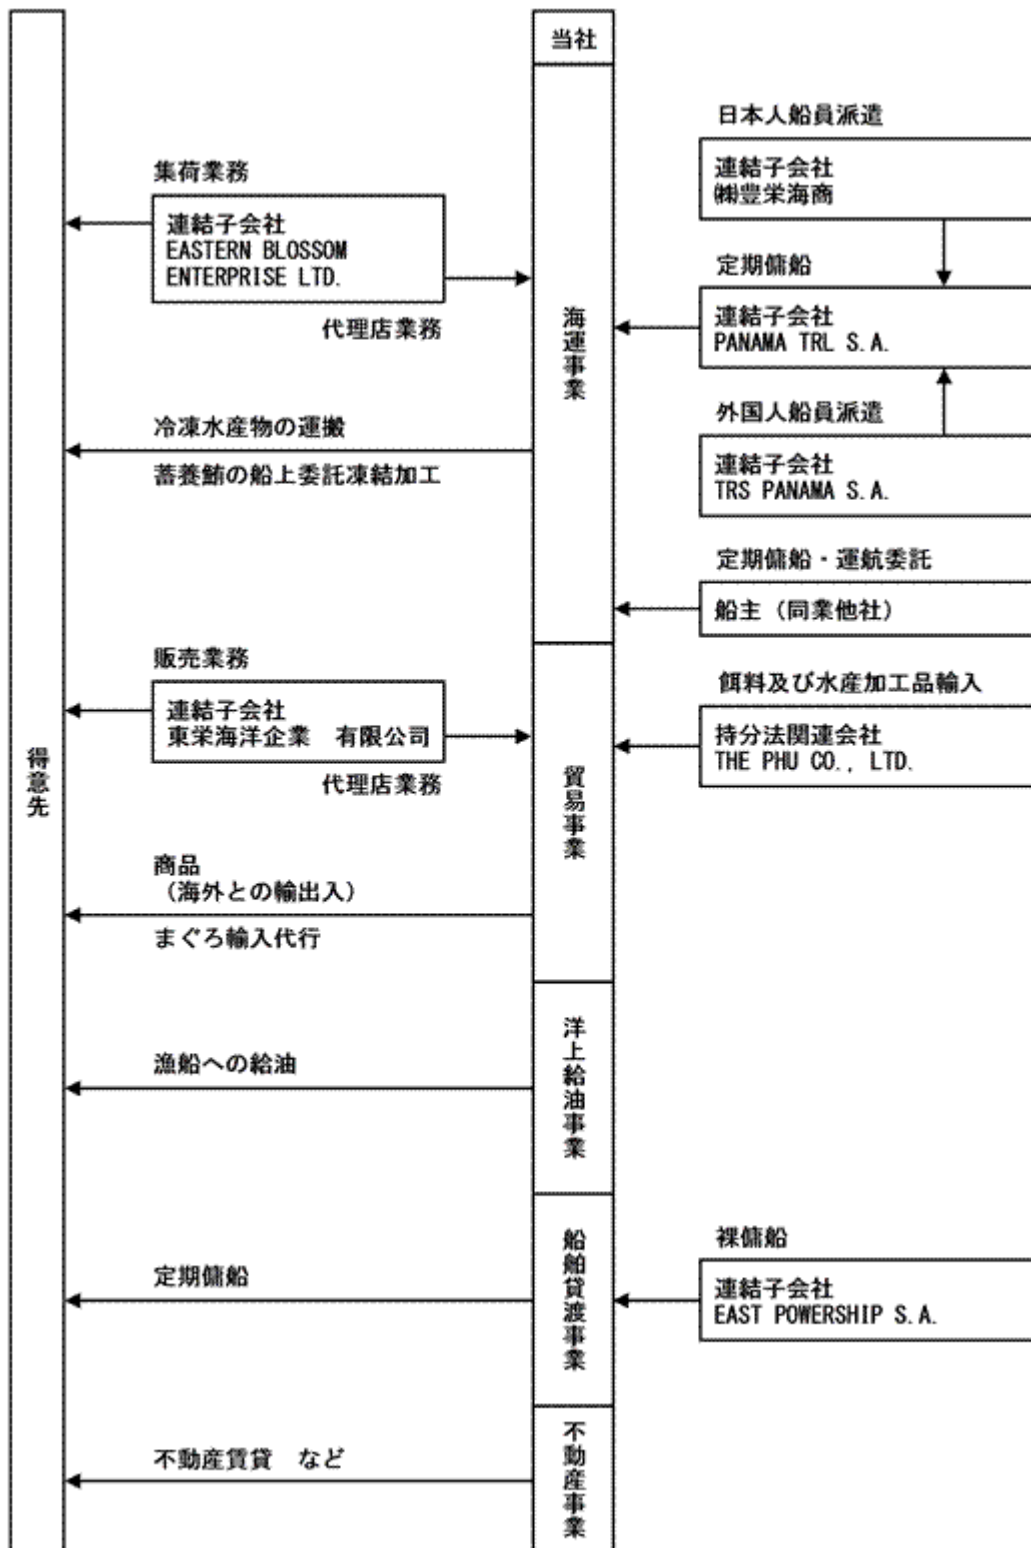 当社
日本人船員派遣
連結子会社
㈱豊栄海商
集荷業務
連結子会社
EASTERN BLOSSOM
ENTERPRISE LTD.
代理店業務
定期傭船
連結子会社
PANAMA TRL S.A.
海運事業
外国人船員派遣
連結子会社
TRS PANAMA S.A.
冷凍水産物の運搬
蓄養鮪の船上委託凍結加工
定期傭船・運航委託
船主（同業他社）
販売業務
連結子会社
東栄海洋企業　有限公司
代理店業務
餌料及び水産加工品輸入
持分法関連会社
THE PHU CO., LTD.
得意先
貿易事業
商品
（海外との輸出入）
まぐろ輸入代行
洋上給油事業
漁船への給油
船舶貸渡事業
裸傭船
連結子会社
EAST POWERSHIP S.A.
定期傭船
不動産事業
不動産賃貸　など